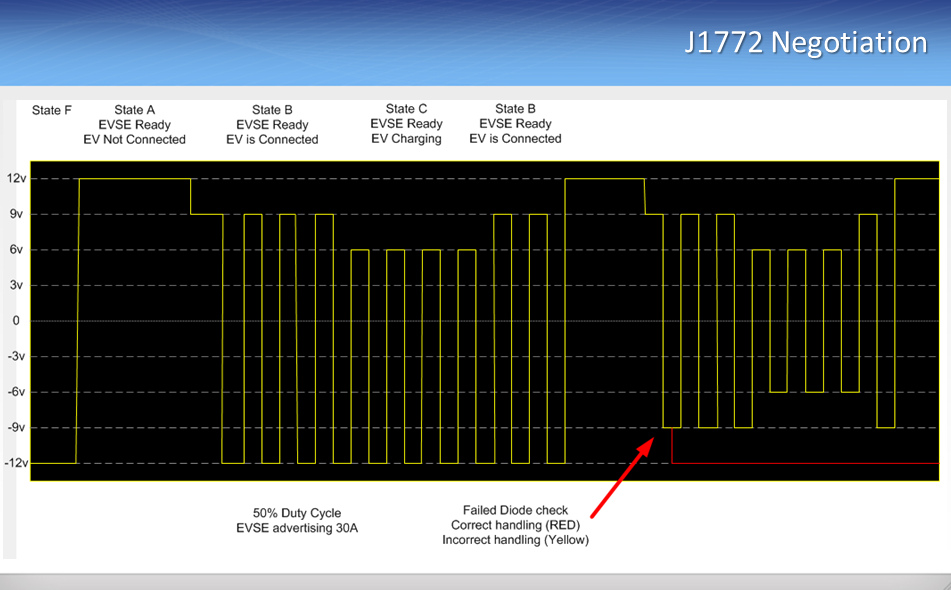 J1772 Negotiation
State F
State A
EVSE Ready
EV Not Connected
State B
EVSE Ready
EV is Connected
State C
EVSE Ready
EV Charging
State B
EVSE Ready
EV is Connected
12v
9v
6v
3v
0
-3v
-6v
-9v
-12v
50% Duty Cycle
EVSE advertising 30A
Failed Diode check
Correct handling (RED)
Incorrect handling (Yellow)